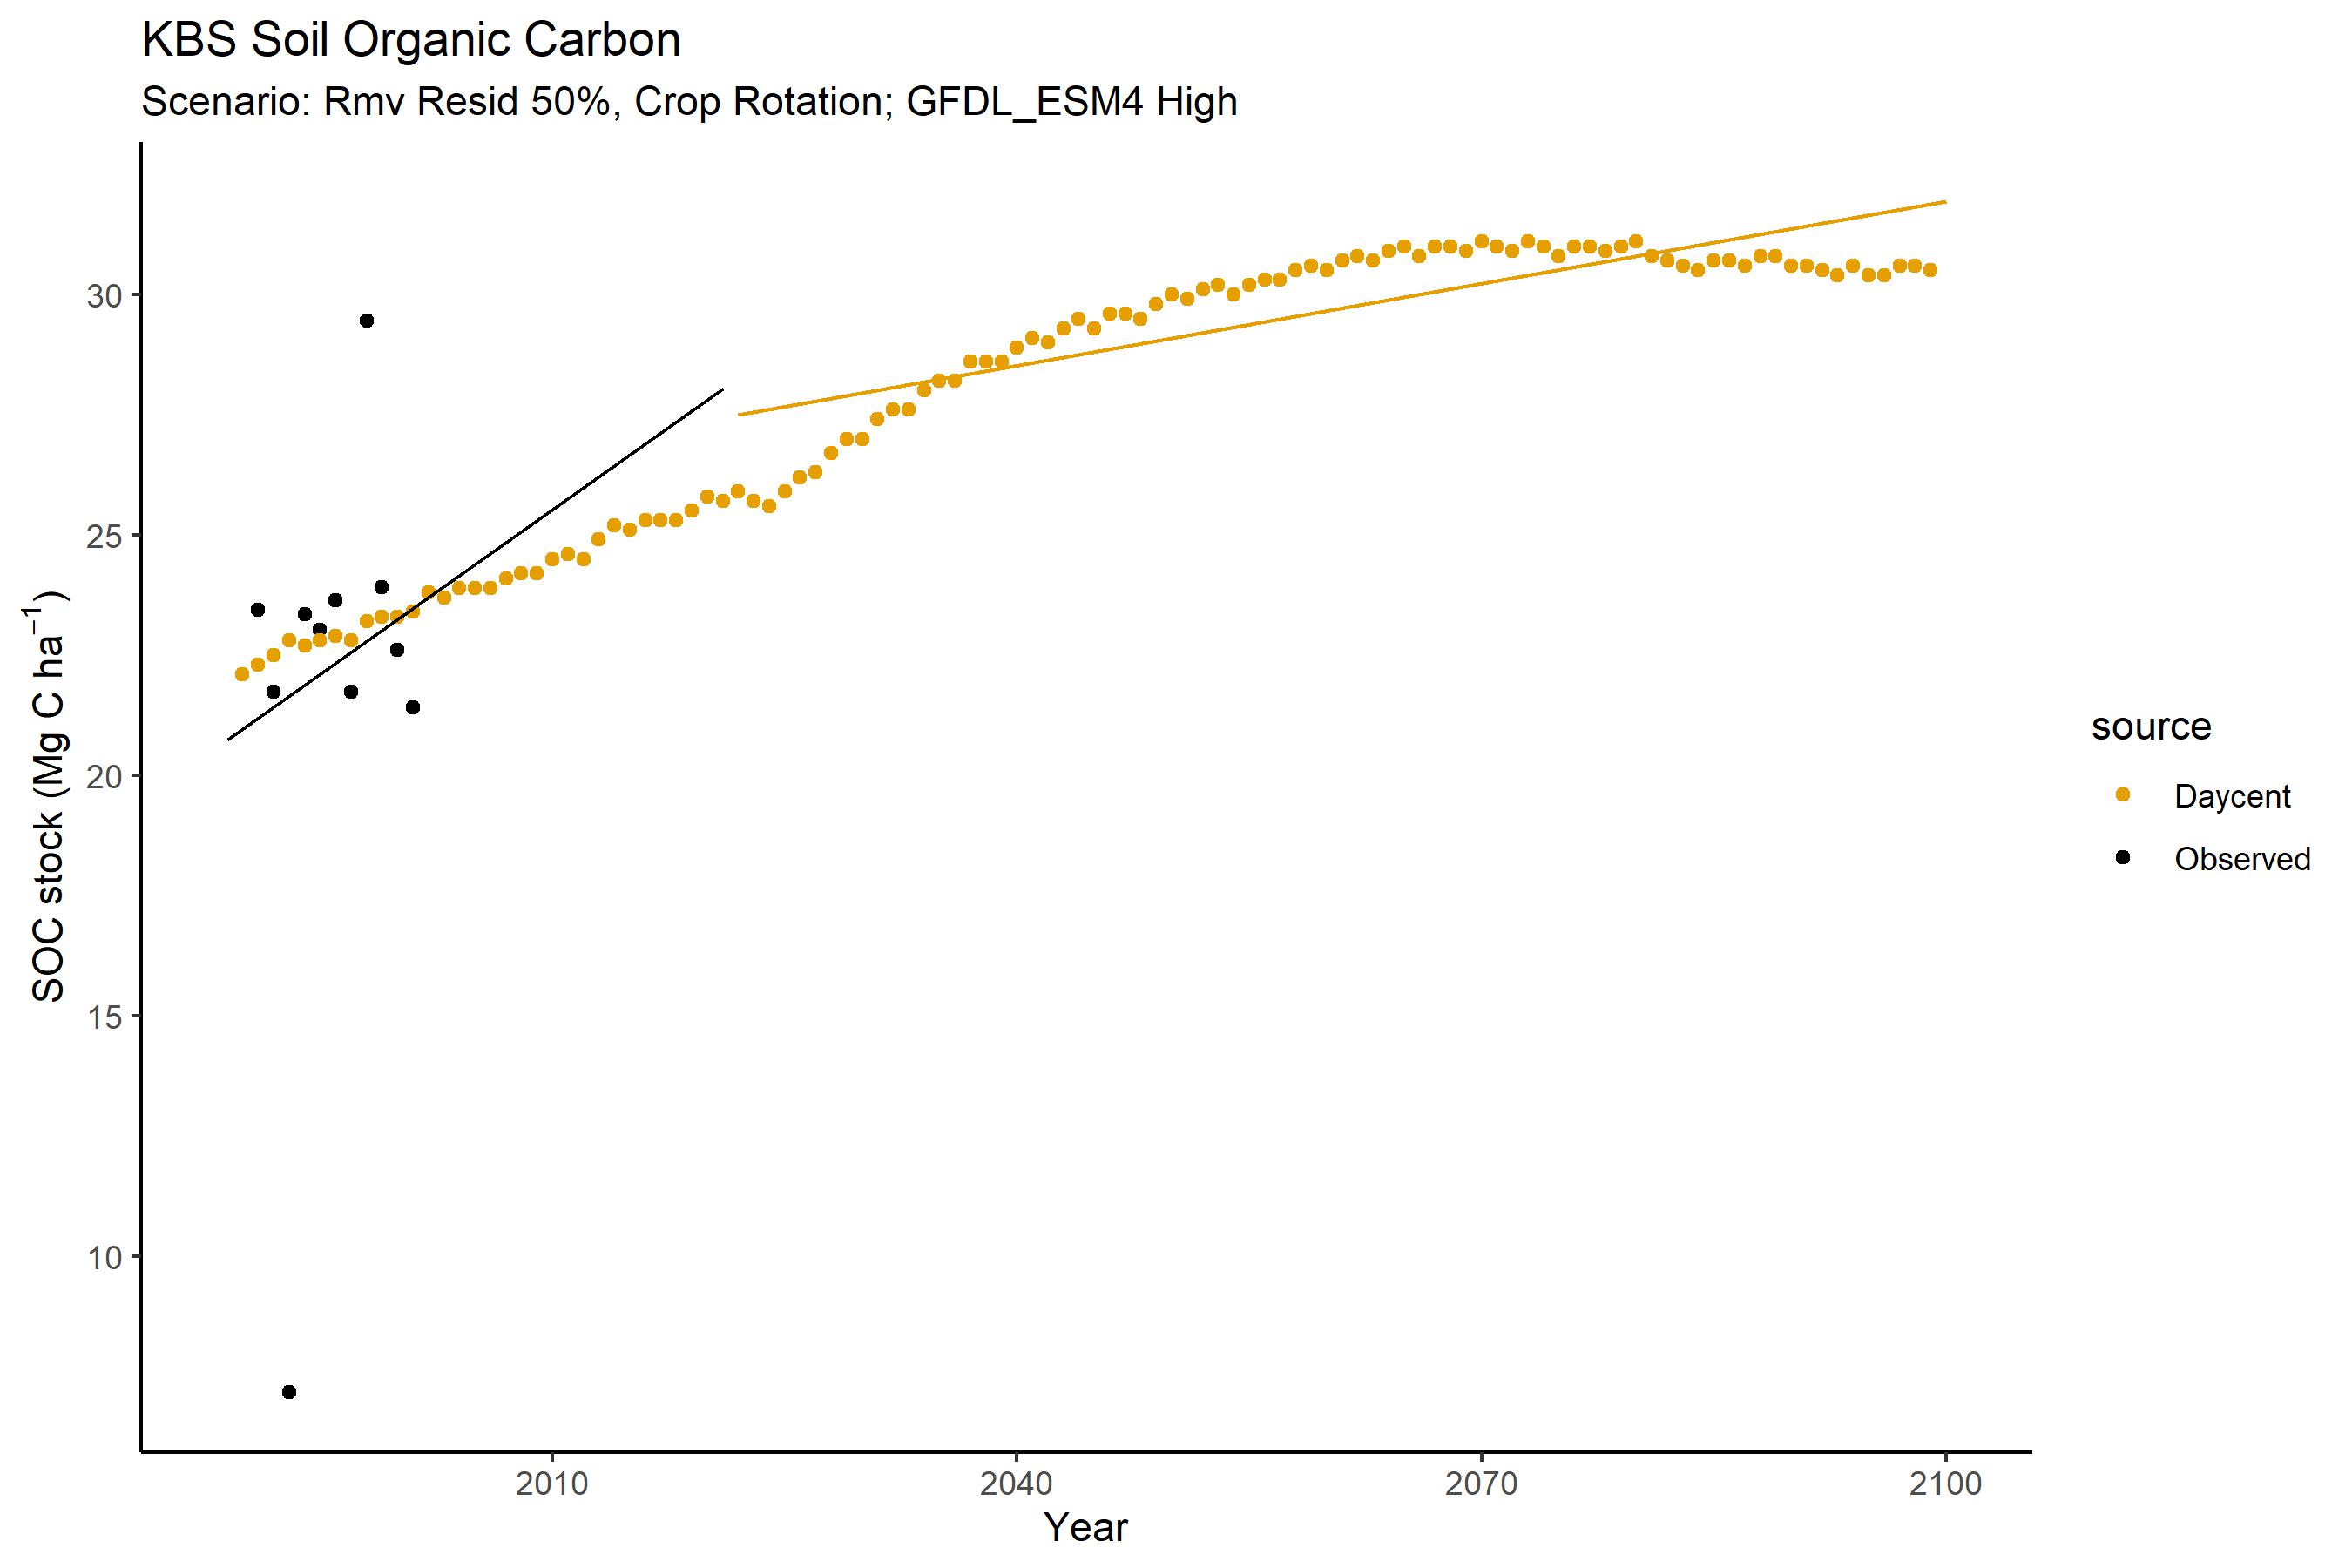 KBS Soil Organic Carbon
Scenario: Rmv Resid 50%, Crop Rotation; GFDL_ESM4 High
SOC stock (Mg C ha⁻¹)
30
25
20
15
10
2010
2040
2070
2100
Year
source
Daycent
Observed